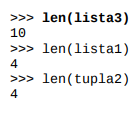 >>> len(lista3)
10
>>> len(lista1)
4
>>> len(tupla2)
4